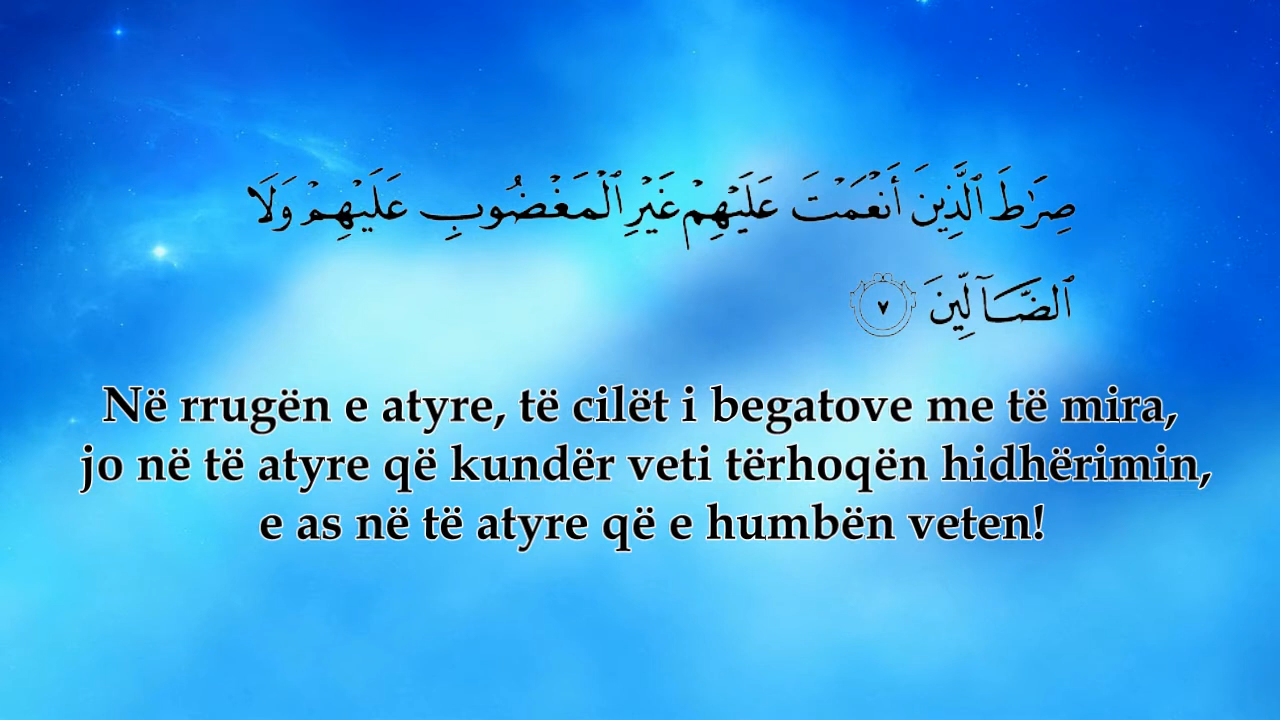 صِرَٰطَ ٱلَّذِينَ أَنْعَمْتَ عَلَيْهِمْ غَيْرِ ٱلْمَغْضُوبِ عَلَيْهِمْ وَلَا
ٱلضَّآلِّينَ ٧
Në rrugën e atyre, të cilët i begatove me të mira,
jo në të atyre që kundër veti tërhoqën hidhërimin,
e as në të atyre që e humbën veten!